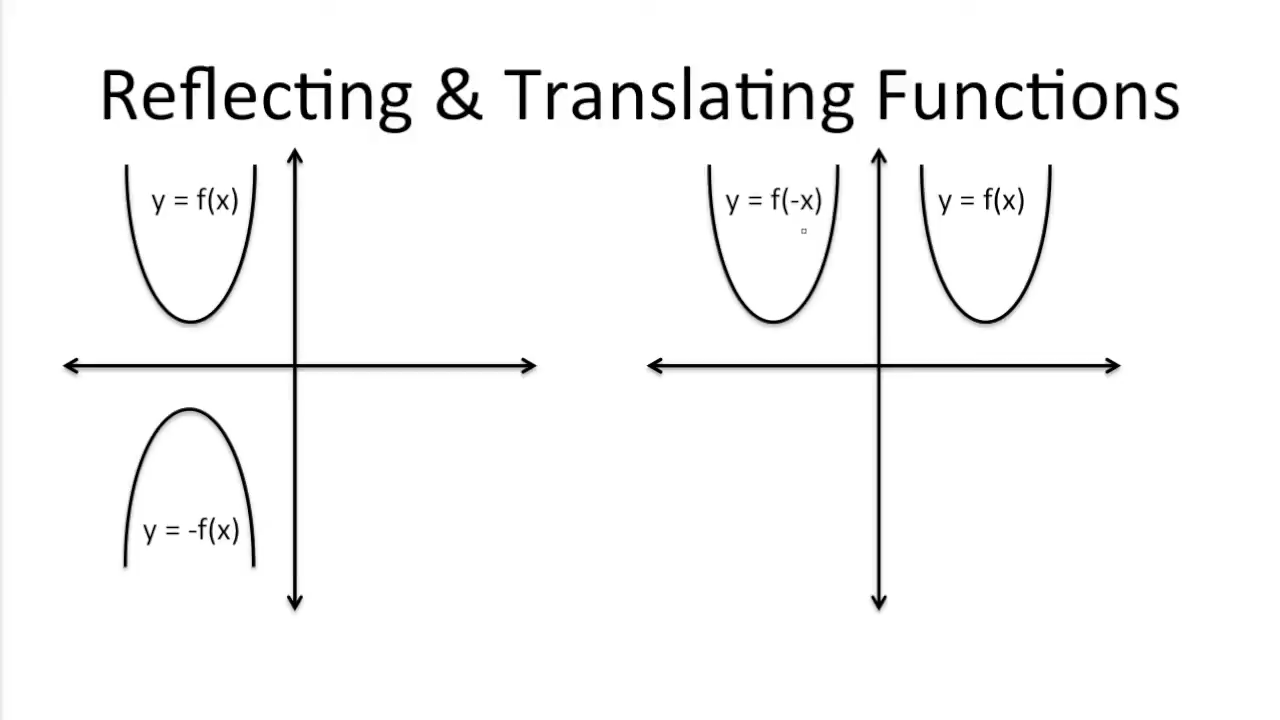 Reflecting & Translating Functions
y = f(x)
y = -f(x)
y = f(-x)
y = f(x)